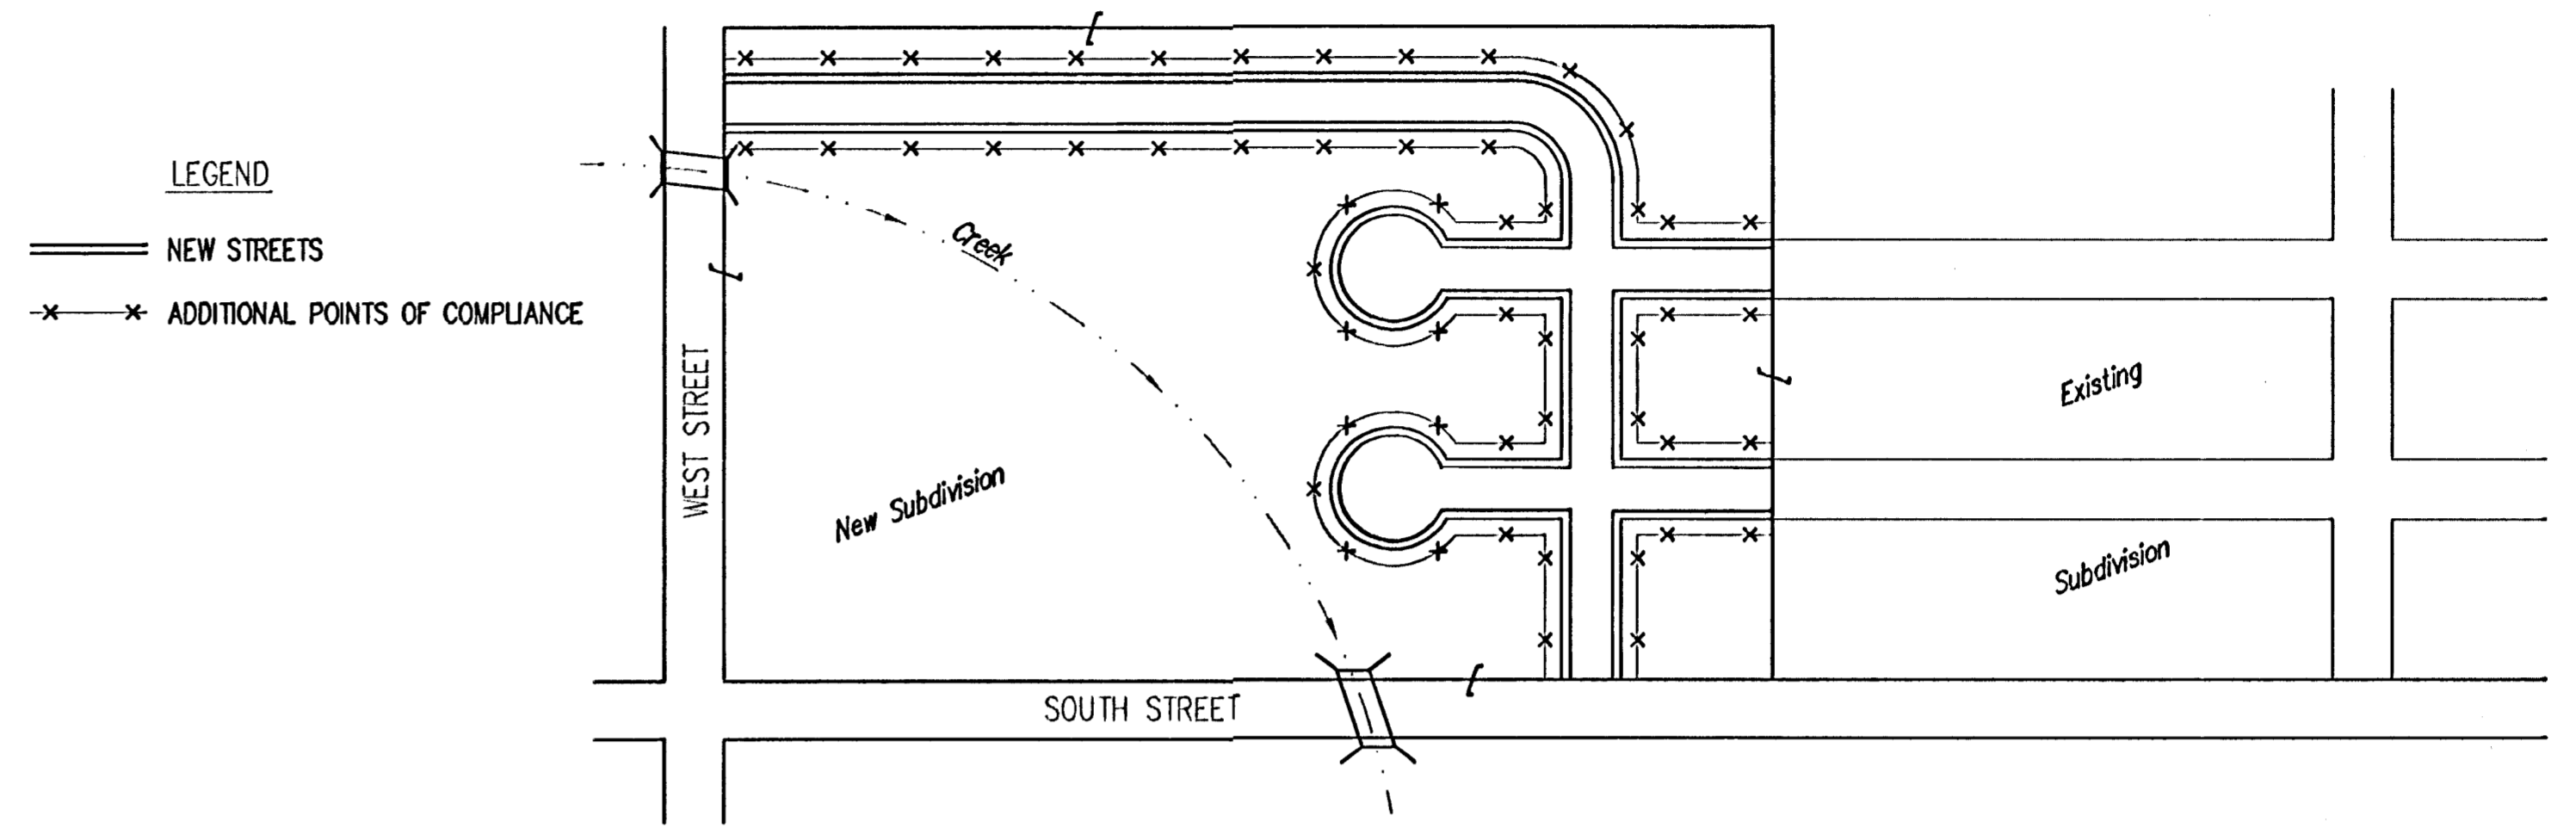 LEGEND
NEW STREETS
ADDITIONAL POINTS OF COMPLIANCE
WEST STREET
Creek
New Subdivision
SOUTH STREET
Existing
Subdivision